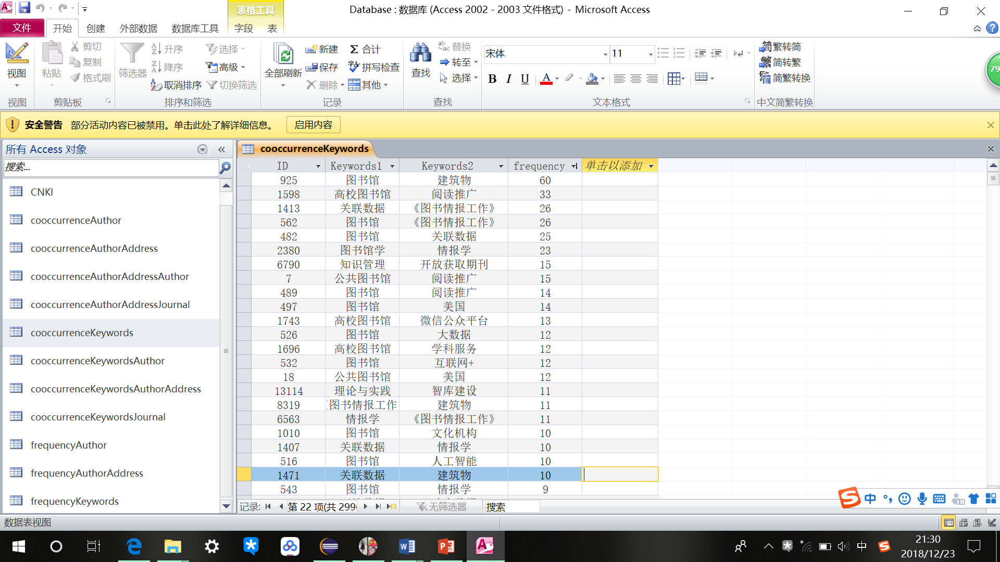 Database : 数据库 (Access 2002 - 2003 文件格式) - Microsoft Access
表格工具
文件 开始 创建 外部数据 数据库工具 字段 表
视图 粘贴 剪切 复制 格式刷 筛选器 升序 降序 取消排序 选择 高级 切换筛选 全部刷新 新建 保存 删除 合计 拼写检查 其他 查找 替换 转至 选择 宋体 11 B I U A 繁转简 简转繁 简繁转换
视图 剪贴板 排序和筛选 记录 查找 文本格式 中文简繁转换
79
安全警告 部分活动内容已被禁用。单击此处了解详细信息。 启用内容
所有 Access 对象
搜索...
CNKI
cooccurrenceAuthor
cooccurrenceAuthorAddress
cooccurrenceAuthorAddressAuthor
cooccurrenceAuthorAddressJournal
cooccurrenceKeywords
cooccurrenceKeywordsAuthor
cooccurrenceKeywordsAuthorAddress
cooccurrenceKeywordsJournal
frequencyAuthor
frequencyAuthorAddress
frequencyKeywords
cooccurrenceKeywords
ID Keywords1 Keywords2 frequency 单击以添加
925 图书馆 建筑物 60
1598 高校图书馆 阅读推广 33
1413 关联数据 《图书情报工作》 26
562 图书馆 《图书情报工作》 26
482 图书馆 关联数据 25
2380 图书馆学 情报学 23
6790 知识管理 开放获取期刊 15
7 公共图书馆 阅读推广 15
489 图书馆 阅读推广 14
497 图书馆 美国 14
1743 高校图书馆 微信公众平台 13
526 图书馆 大数据 12
1696 高校图书馆 学科服务 12
532 图书馆 互联网+ 12
18 公共图书馆 美国 12
13114 理论与实践 智库建设 11
8319 图书情报工作 建筑物 11
6563 情报学 《图书情报工作》 11
1010 图书馆 文化机构 10
1407 关联数据 情报学 10
516 图书馆 人工智能 10
1471 关联数据 建筑物 10
543 图书馆 情报学 9
记录: 第 22 项(共 299 无筛选器 搜索
数据表视图
中
中
21:30
2018/12/23